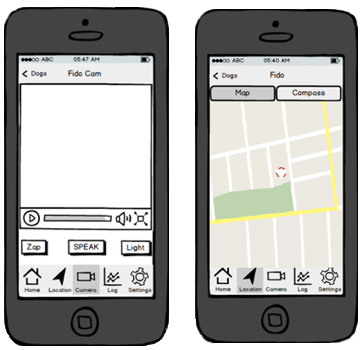 ABC 05:47 AM
Dogs Fido Cam
Zap SPEAK Light
Home Location Camera Log Settings
ABC 05:40 AM
Dogs Fido
Map Compass
Home Location Camera Log Settings